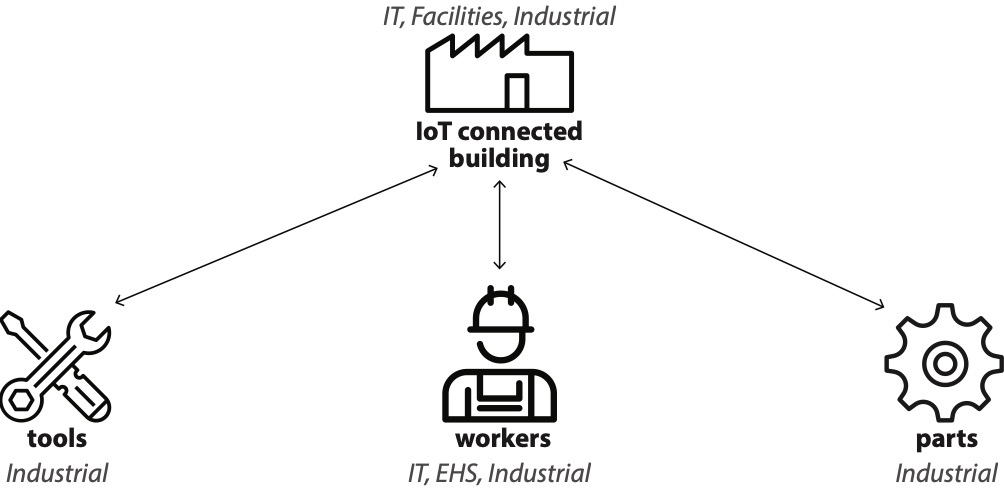 IT, Facilities, Industrial
IoT connected
building
tools
Industrial
workers
IT, EHS, Industrial
parts
Industrial